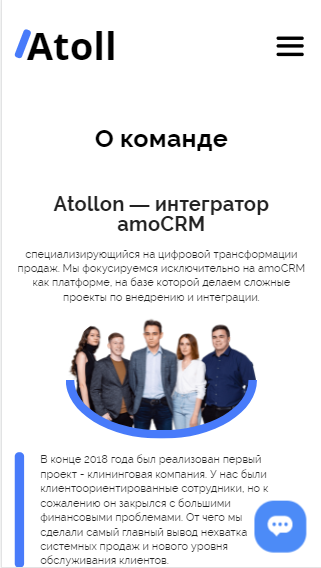 Atoll
О команде
Atollon — интегратор
amoCRM
специализирующийся на цифровой трансформации
продаж. Мы фокусируемся исключительно на amoCRM
как платформе, на базе которой делаем сложные
проекты по внедрению и интеграции.
В конце 2018 года был реализован первый
проект - клининговая компания. У нас были
клиентоориентированные сотрудники, но к
сожалению он закрылся с большими
финансовыми проблемами. От чего мы
сделали самый главный вывод нехватка
системных продаж и нового уровня
обслуживания клиентов.